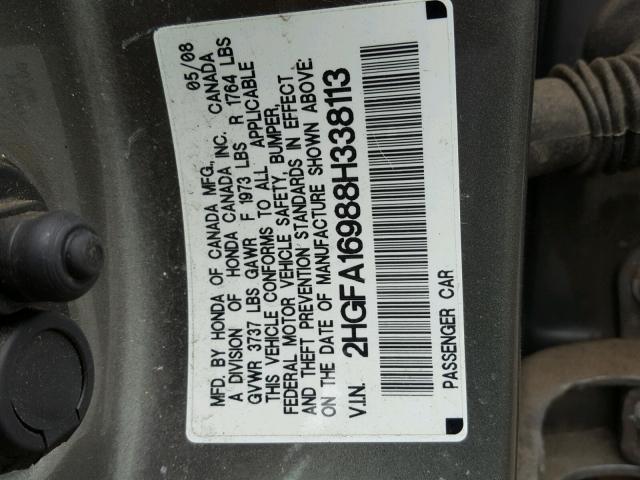 MFD. BY HONDA OF CANADA MFG., 05/08
A DIVISION OF HONDA CANADA INC. CANADA
GVWR 3737 LBS GAWR F 1973 LBS R 1764 LBS
THIS VEHICLE CONFORMS TO ALL APPLICABLE
FEDERAL MOTOR VEHICLE SAFETY, BUMPER,
AND THEFT PREVENTION STANDARDS IN EFFECT
ON THE DATE OF MANUFACTURE SHOWN ABOVE.
V.I.N. 2HGFA16988H338113
PASSENGER CAR